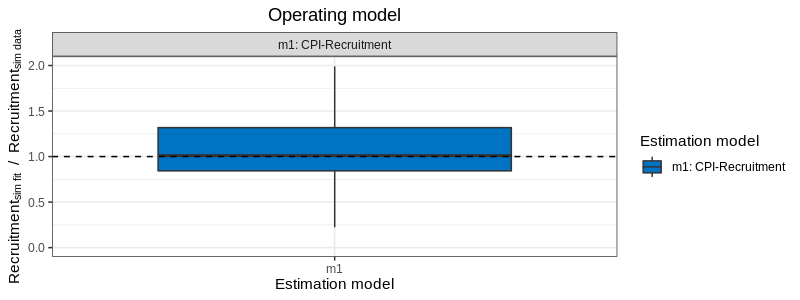 Operating model
m1: CPI-Recruitment
Recruitment sim fit / Recruitment sim data
2.0
1.5
1.0
0.5
0.0
m1
Estimation model
Estimation model
m1: CPI-Recruitment